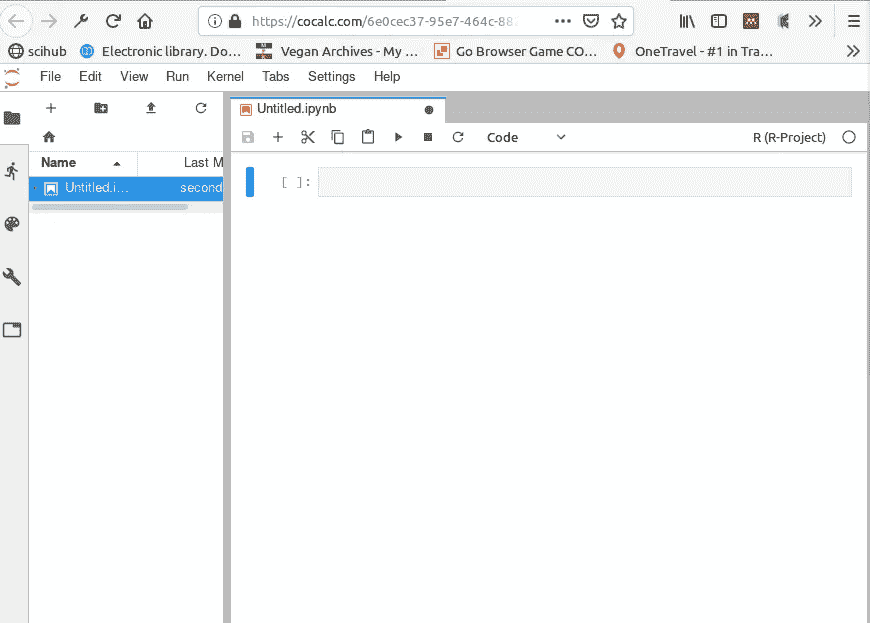 https://cocalc.com/6e0cec37-95e7-464c-88
scihub Electronic library. Do... Vegan Archives - My ... Go Browser Game CO... OneTravel - #1 in Tra...
File Edit View Run Kernel Tabs Settings Help
Untitled.ipynb
Code R (R-Project)
Name Last M
Untitled.i... second
[ ]: